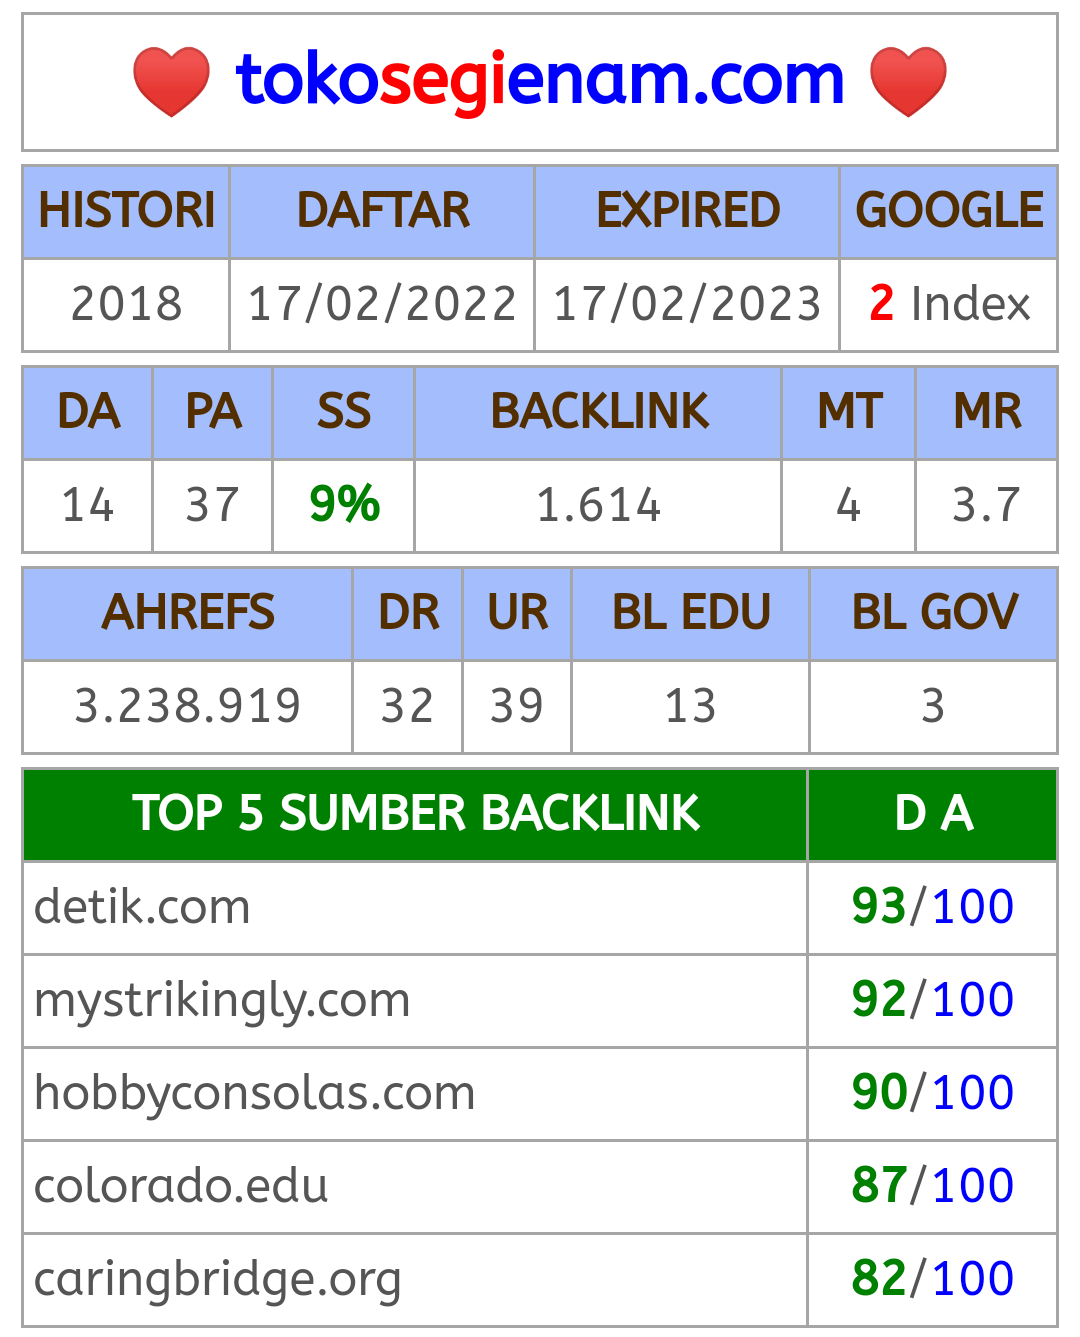 ❤️ tokosegienam.com ❤️
HISTORI DAFTAR EXPIRED GOOGLE
2018 17/02/2022 17/02/2023 2 Index
DA PA SS BACKLINK MT MR
14 37 9% 1.614 4 3.7
AHREFS DR UR BL EDU BL GOV
3.238.919 32 39 13 3
TOP 5 SUMBER BACKLINK D A
detik.com 93/100
mystrikingly.com 92/100
hobbyconsolas.com 90/100
colorado.edu 87/100
caringbridge.org 82/100